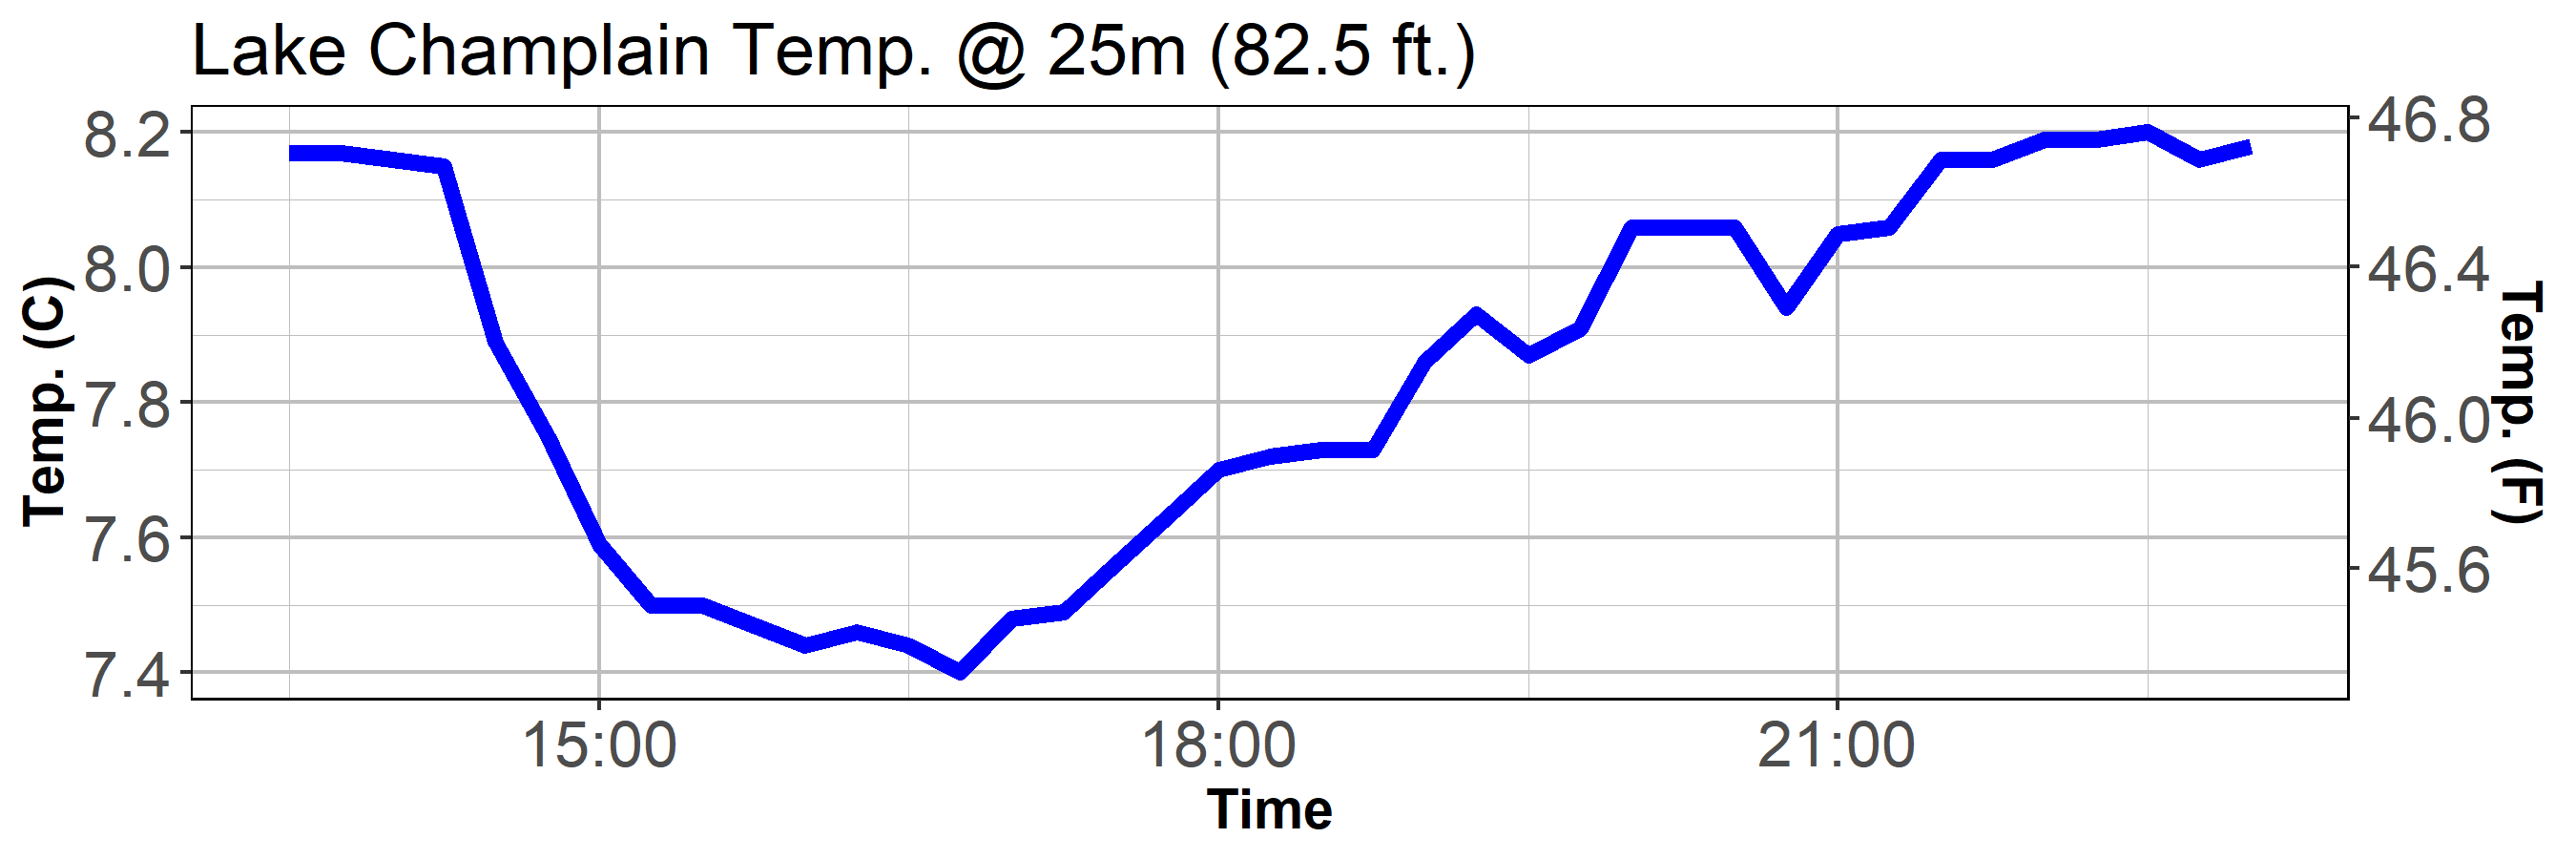 Lake Champlain Temp. @ 25m (82.5 ft.)
Temp. (C)
8.2
8.0
7.8
7.6
7.4
46.8
46.4
46.0
45.6
Temp. (F)
15:00 18:00 21:00
Time